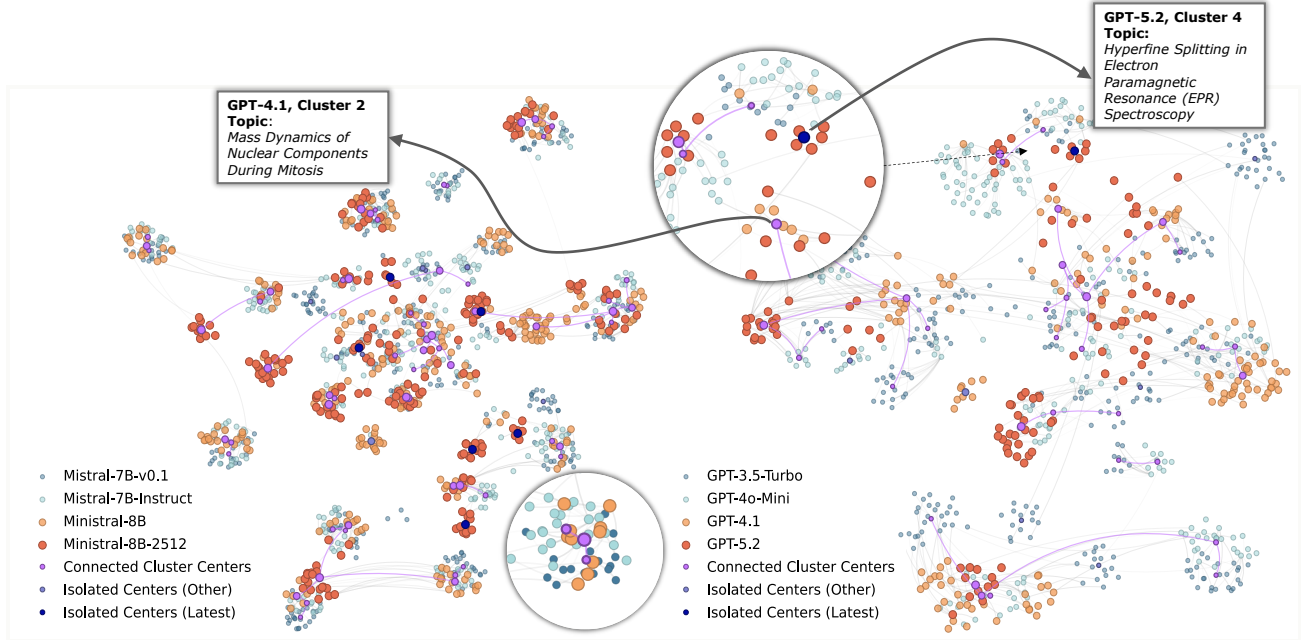 GPT-5.2, Cluster 4
Topic:
Hyperfine Splitting in
Electron
Paramagnetic
Resonance (EPR)
Spectroscopy
GPT-4.1, Cluster 2
Topic:
Mass Dynamics of
Nuclear Components
During Mitosis
Mistral-7B-v0.1
Mistral-7B-Instruct
Ministral-8B
Ministral-8B-2512
Connected Cluster Centers
Isolated Centers (Other)
Isolated Centers (Latest)
GPT-3.5-Turbo
GPT-4o-Mini
GPT-4.1
GPT-5.2
Connected Cluster Centers
Isolated Centers (Other)
Isolated Centers (Latest)